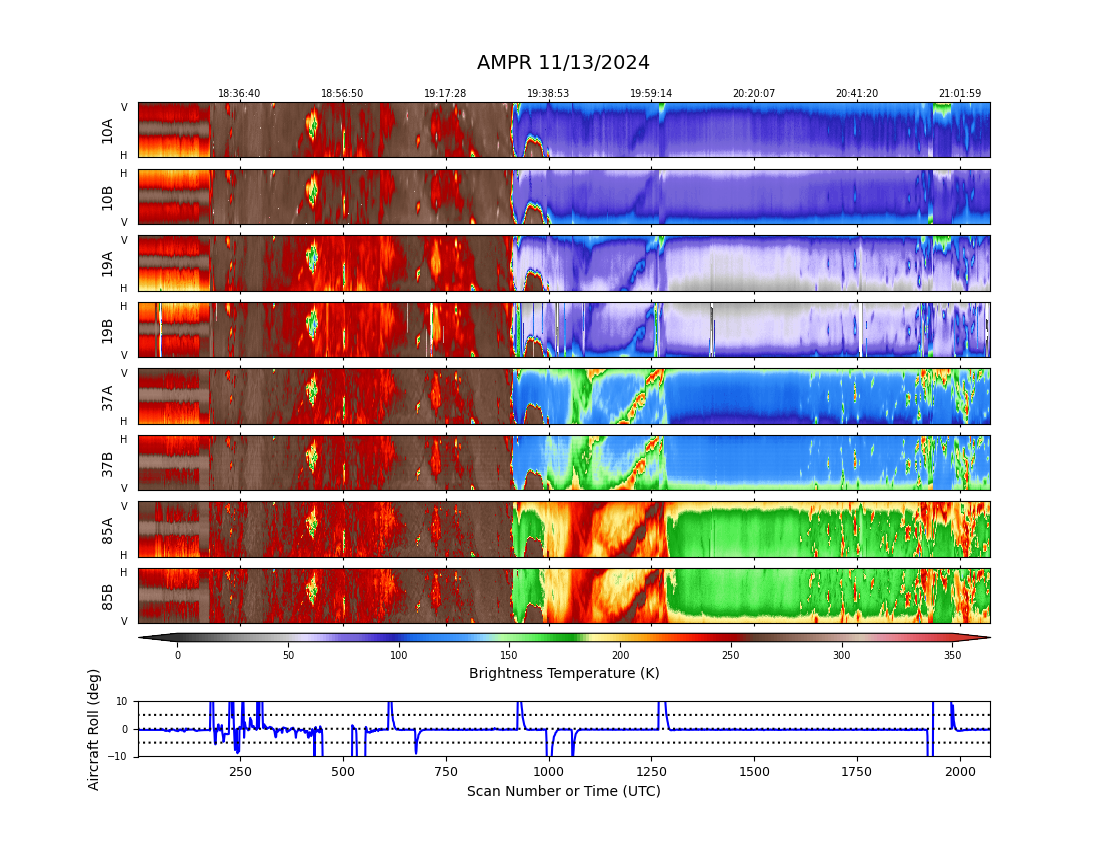 AMPR 11/13/2024
18:36:40 18:56:50 19:17:28 19:38:53 19:59:14 20:20:07 20:41:20 21:01:59
V
10A
H
H
10B
V
V
19A
H
H
19B
V
V
37A
H
H
37B
V
V
85A
H
H
85B
V
0 50 100 150 200 250 300 350
Brightness Temperature (K)
Aircraft Roll (deg)
10
0
−10
250 500 750 1000 1250 1500 1750 2000
Scan Number or Time (UTC)